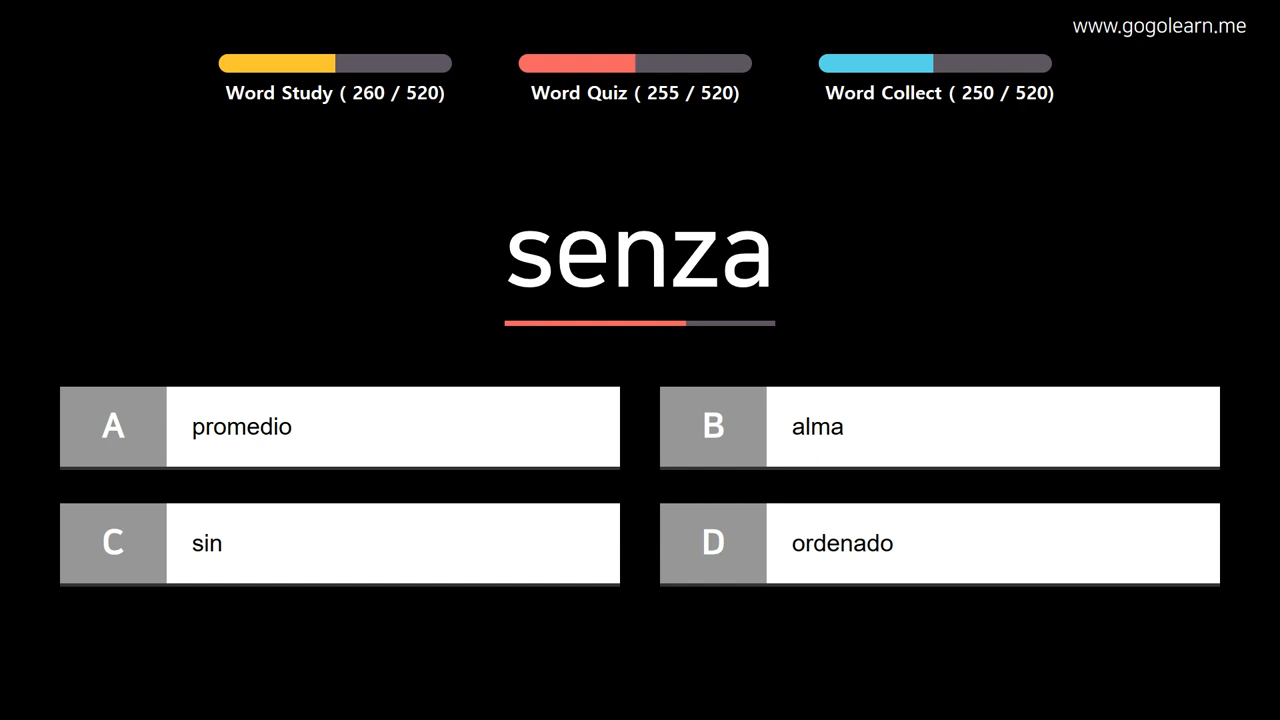 www.gogolearn.me
Word Study ( 260 / 520)
Word Quiz ( 255 / 520)
Word Collect ( 250 / 520)
senza
A promedio
B alma
C sin
D ordenado